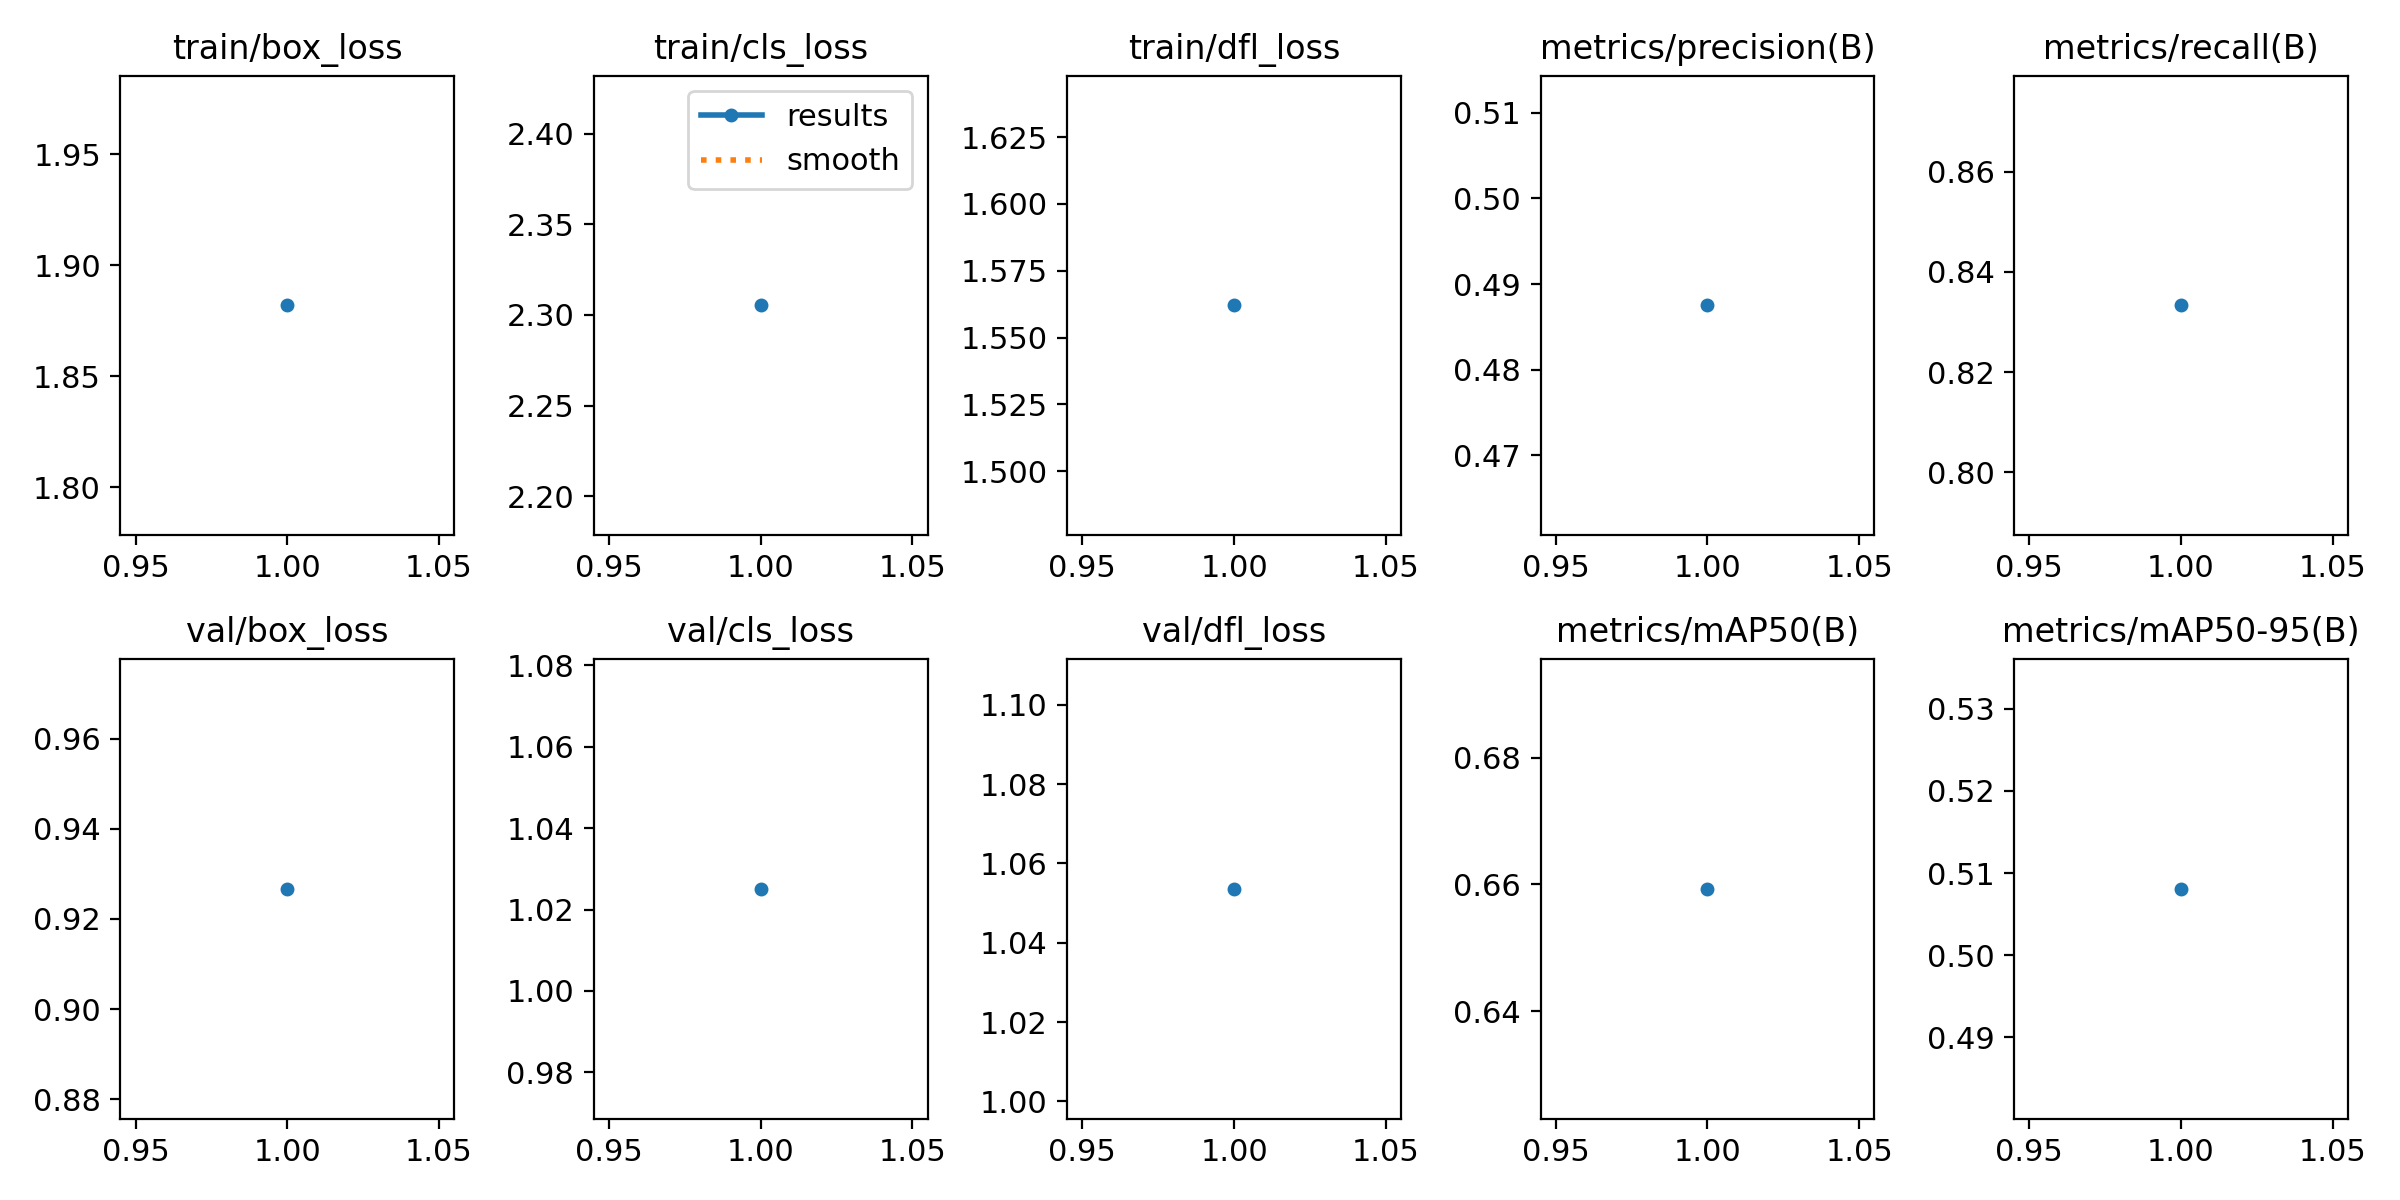 train/box_loss
train/cls_loss
train/dfl_loss
metrics/precision(B)
metrics/recall(B)
1.95
1.90
1.85
1.80
0.95 1.00 1.05
results
smooth
2.40
2.35
2.30
2.25
2.20
0.95 1.00 1.05
1.625
1.600
1.575
1.550
1.525
1.500
0.95 1.00 1.05
0.51
0.50
0.49
0.48
0.47
0.95 1.00 1.05
0.86
0.84
0.82
0.80
0.95 1.00 1.05
val/box_loss
val/cls_loss
val/dfl_loss
metrics/mAP50(B)
metrics/mAP50-95(B)
0.96
0.94
0.92
0.90
0.88
0.95 1.00 1.05
1.08
1.06
1.04
1.02
1.00
0.98
0.95 1.00 1.05
1.10
1.08
1.06
1.04
1.02
1.00
0.95 1.00 1.05
0.68
0.66
0.64
0.95 1.00 1.05
0.53
0.52
0.51
0.50
0.49
0.95 1.00 1.05